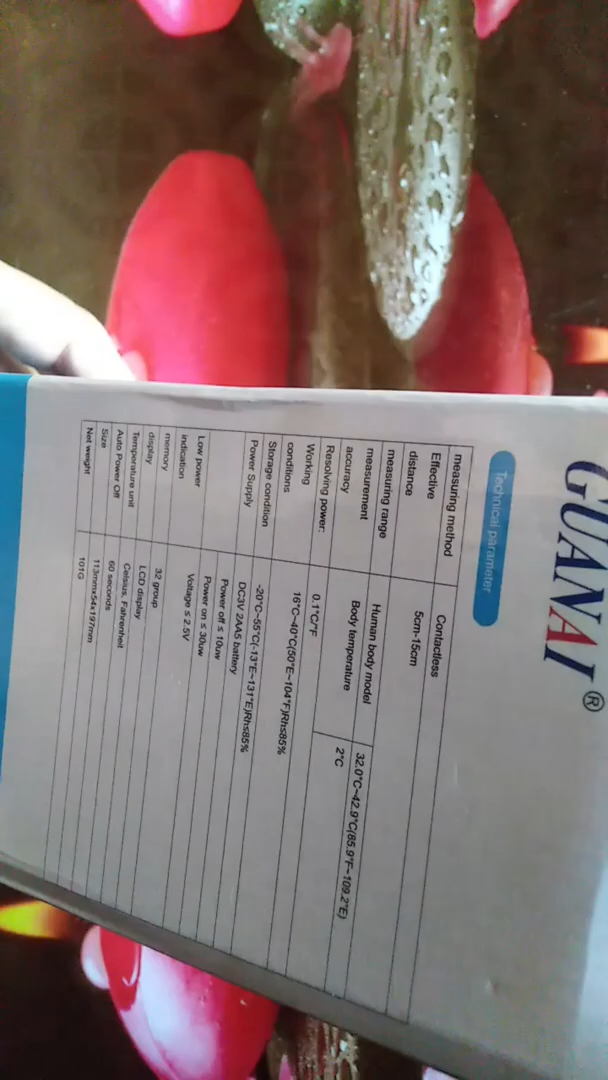 GUANAI®
Technical parameter
measuring method Contactless
Effective 5cm-15cm
distance
measuring range Human body model 32.0°C~42.9°C(85.9°F~109.2°E)
measurement Body temperature 2°C
accuracy
Resolving power: 0.1°C/°F
Working 16°C~40°C(50°E~104°F)Rh≤85%
conditions
Storage condition -20°C~55°C(-13°E~131°E)Rh≤85%
Power Supply DC3V 2AA5 battery
Power off ≤ 10uw
Power on ≤ 30uw
Low power Voltage ≤ 2.5V
indication
memory 32 group
display LCD display
Temperature unit Celsius, Fahrenheit
Auto Power Off 60 seconds
Size 113mmx54x197mm
Net weight 101G